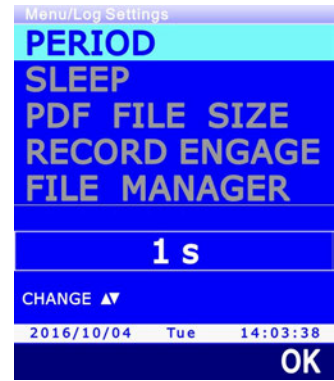 Menu/Log Settings
PERIOD
SLEEP
PDF FILE SIZE
RECORD ENGAGE
FILE MANAGER
1 s
CHANGE ▲▼
2016/10/04 Tue 14:03:38
OK